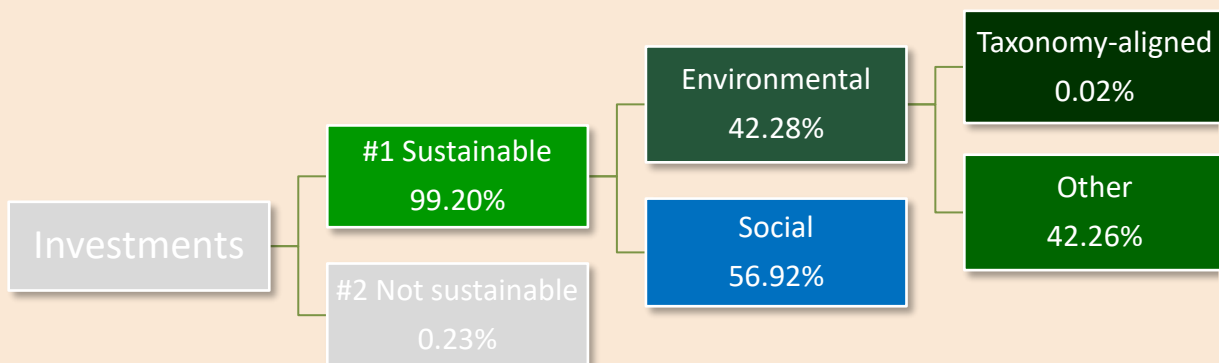 Investments
#1 Sustainable
99.20%
#2 Not sustainable
0.23%
Environmental
42.28%
Social
56.92%
Taxonomy-aligned
0.02%
Other
42.26%